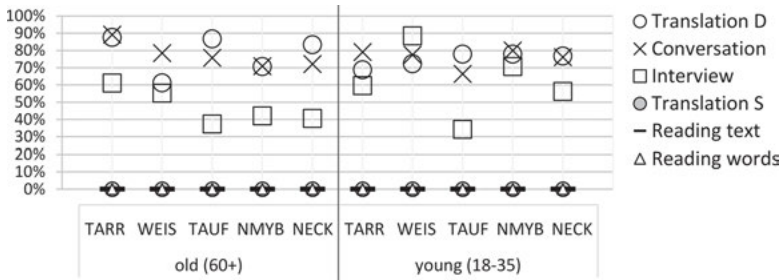 100%
90%
80%
70%
60%
50%
40%
30%
20%
10%
0%
TARR WEIS TAUF NMYB NECK TARR WEIS TAUF NMYB NECK
old (60+) young (18-35)
Translation D
Conversation
Interview
Translation S
Reading text
Reading words